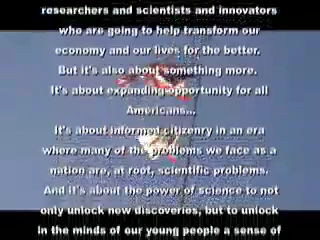 researchers and scientists and innovators
who are going to help transform our
economy and our lives for the better.
But it's also about something more.
It's about expanding opportunity for all
Americans...
It's about informed citizenry in an era
where many of the problems we face as a
nation are, at root, scientific problems.
And it's about the power of science to not
only unlock new discoveries, but to unlock
in the minds of our young people a sense of